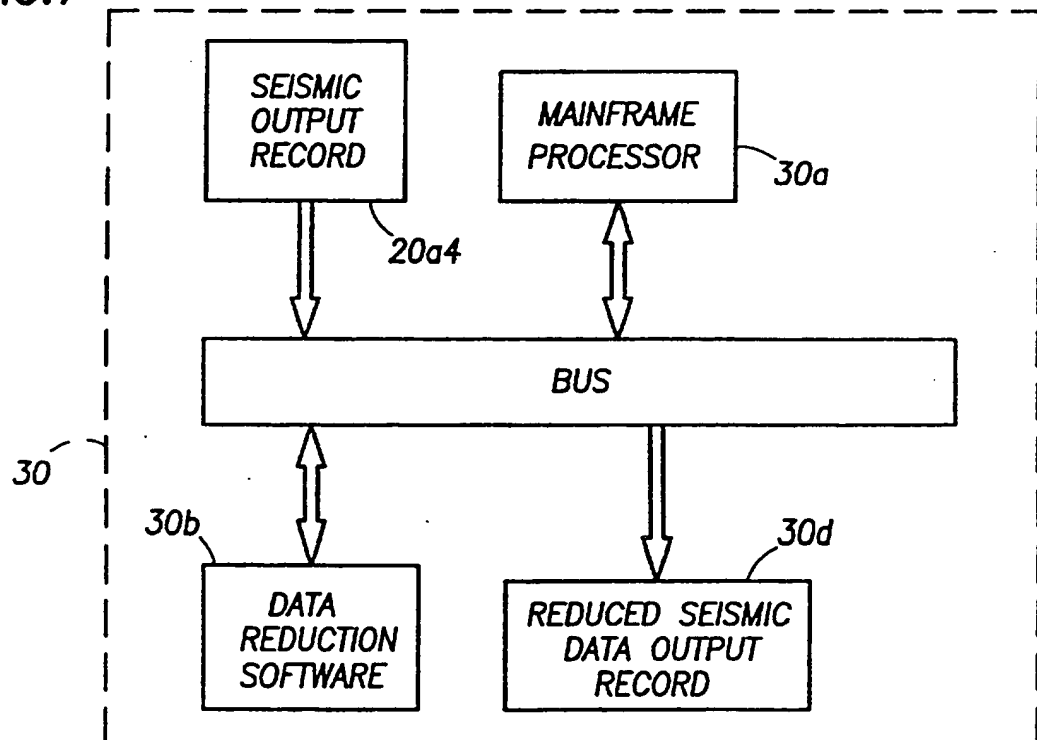 SEISMIC
OUTPUT
RECORD
20a4
MAINFRAME
PROCESSOR
30a
BUS
30
30b
DATA
REDUCTION
SOFTWARE
30d
REDUCED SEISMIC
DATA OUTPUT
RECORD